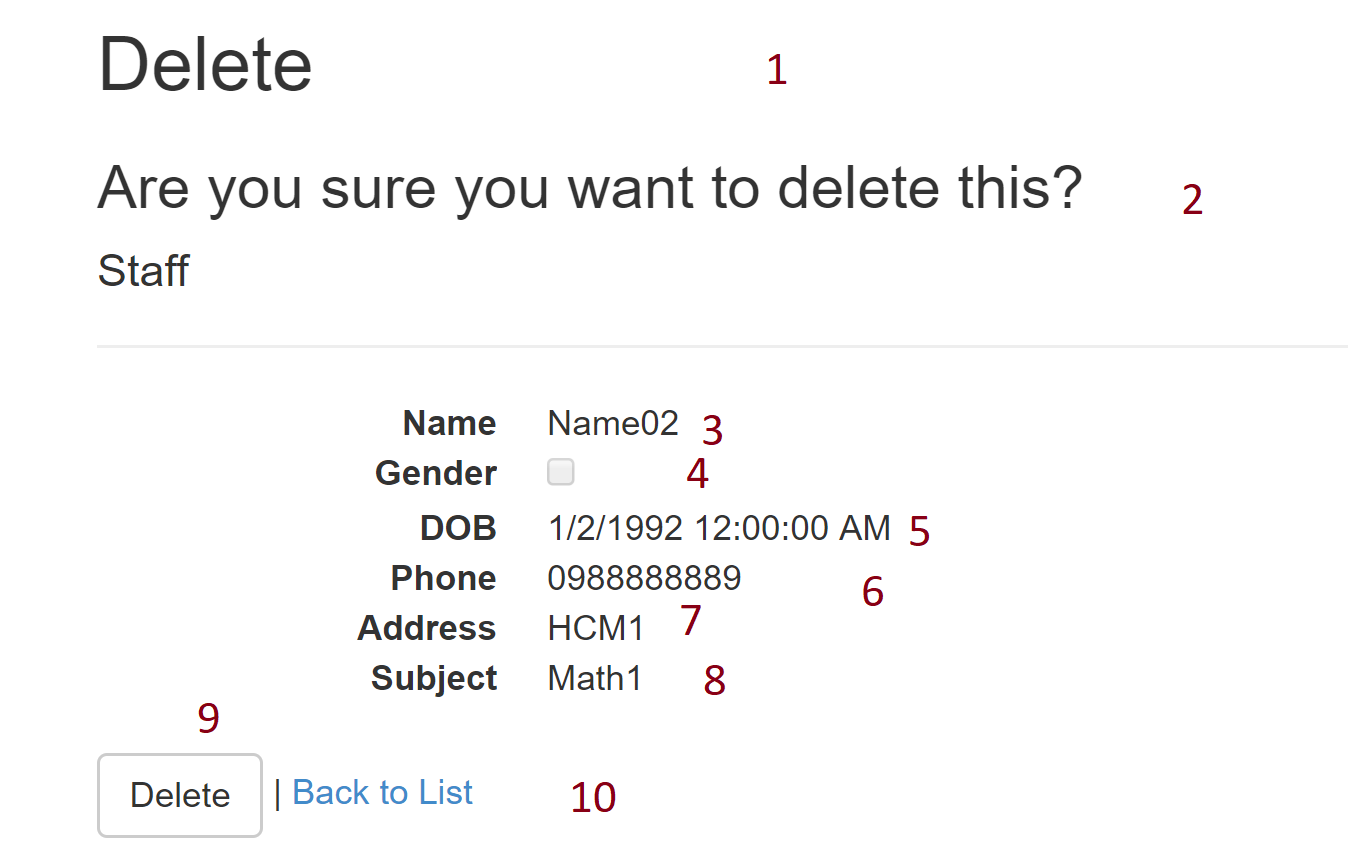 Delete 1
Are you sure you want to delete this? 2
Staff
Name Name02 3
Gender 4
DOB 1/2/1992 12:00:00 AM 5
Phone 0988888889 6
Address HCM1 7
Subject Math1 8
9
Delete | Back to List 10